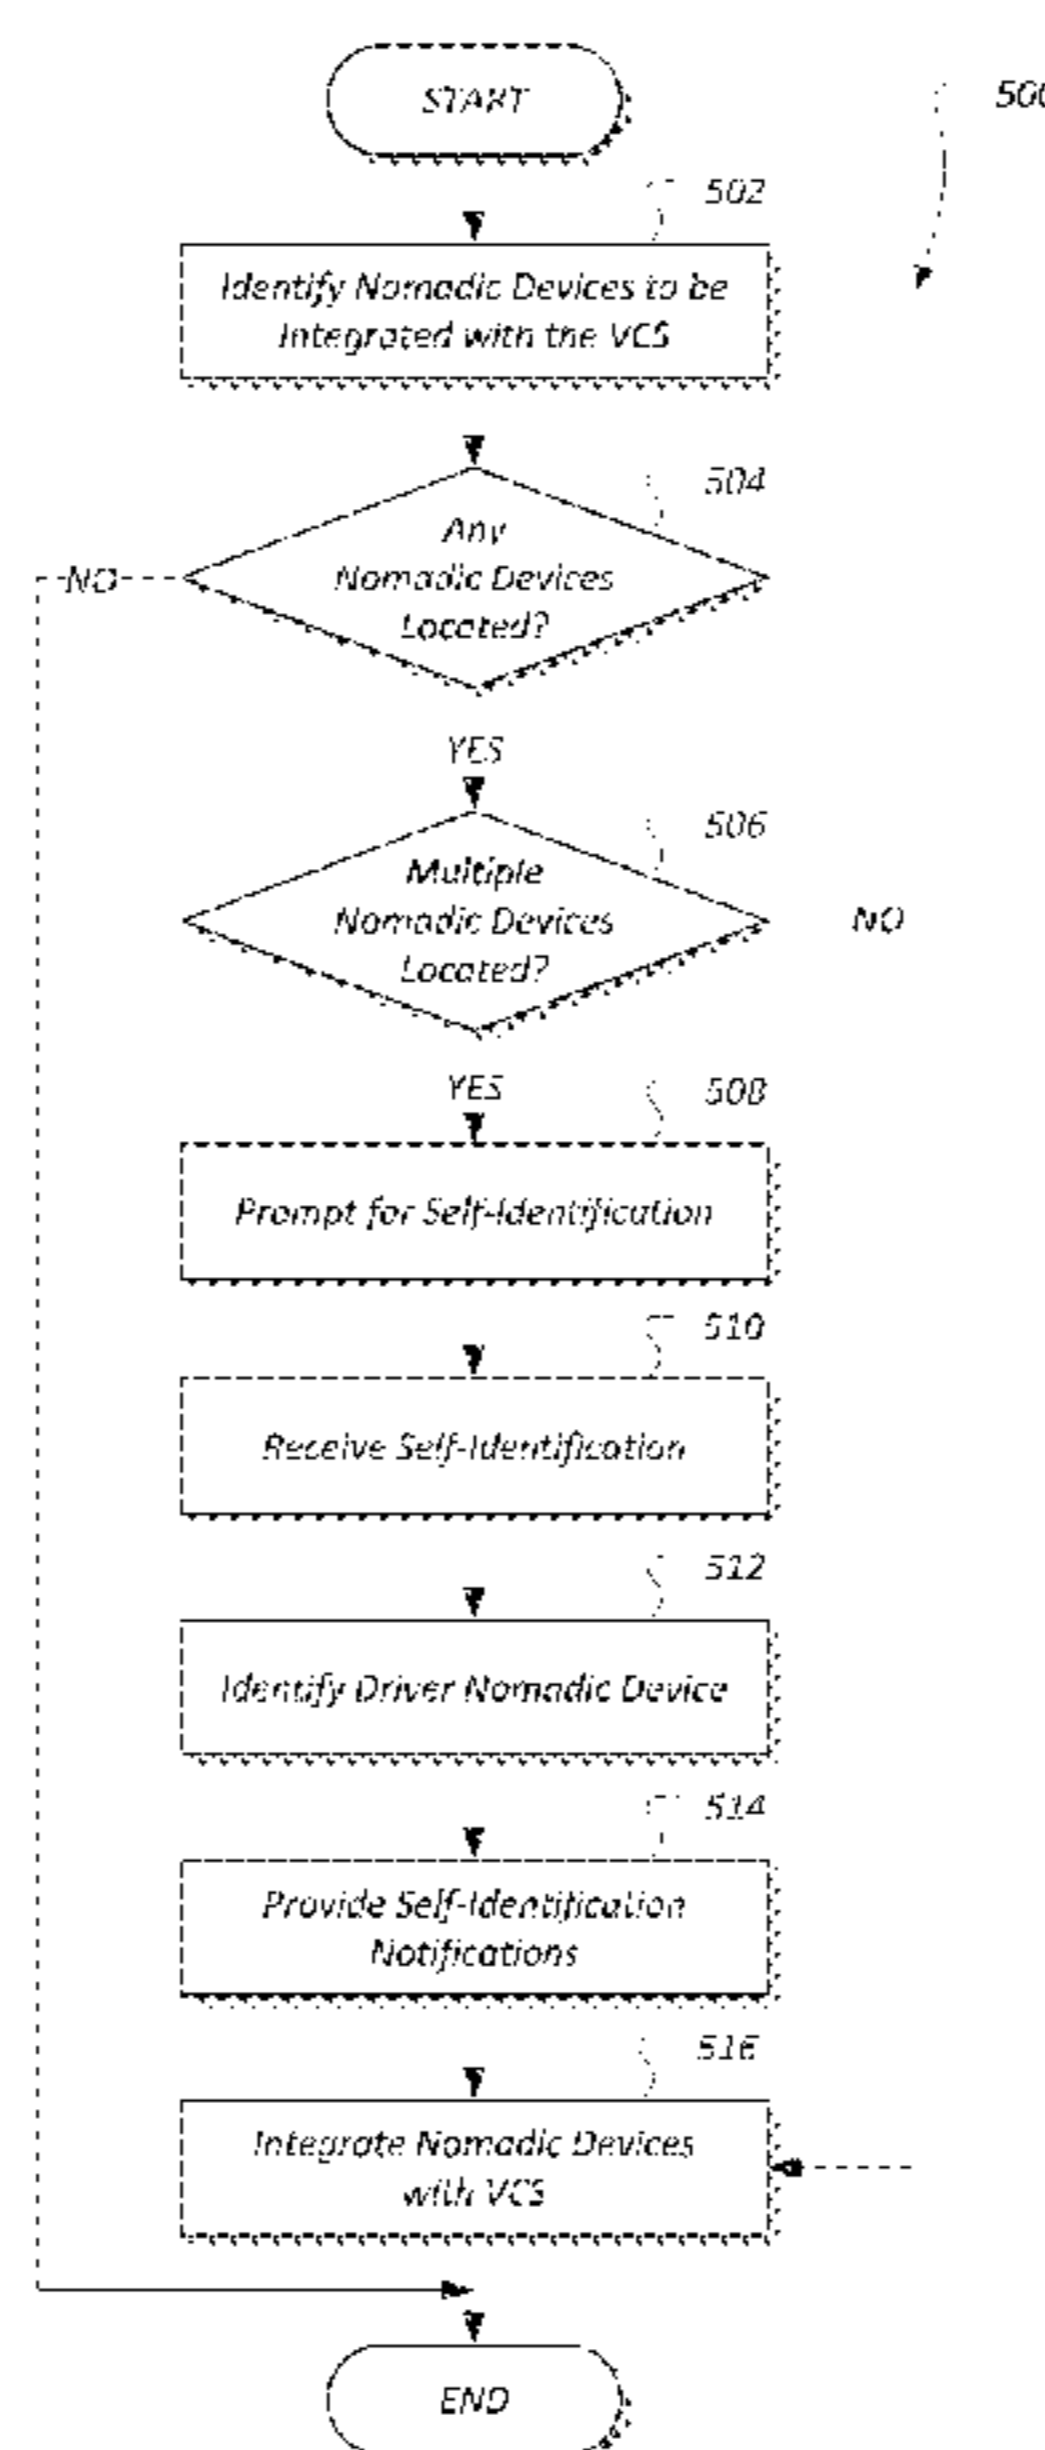 START
500
502
Identify Nomadic Devices to be
Integrated with the VCS
504
Any
Nomadic Devices
Located?
NO
YES
506
Multiple
Nomadic Devices
Located?
NO
YES
508
Prompt for Self-Identification
510
Receive Self-Identification
512
Identify Driver Nomadic Device
514
Provide Self-Identification
Notifications
516
Integrate Nomadic Devices
with VCS
END